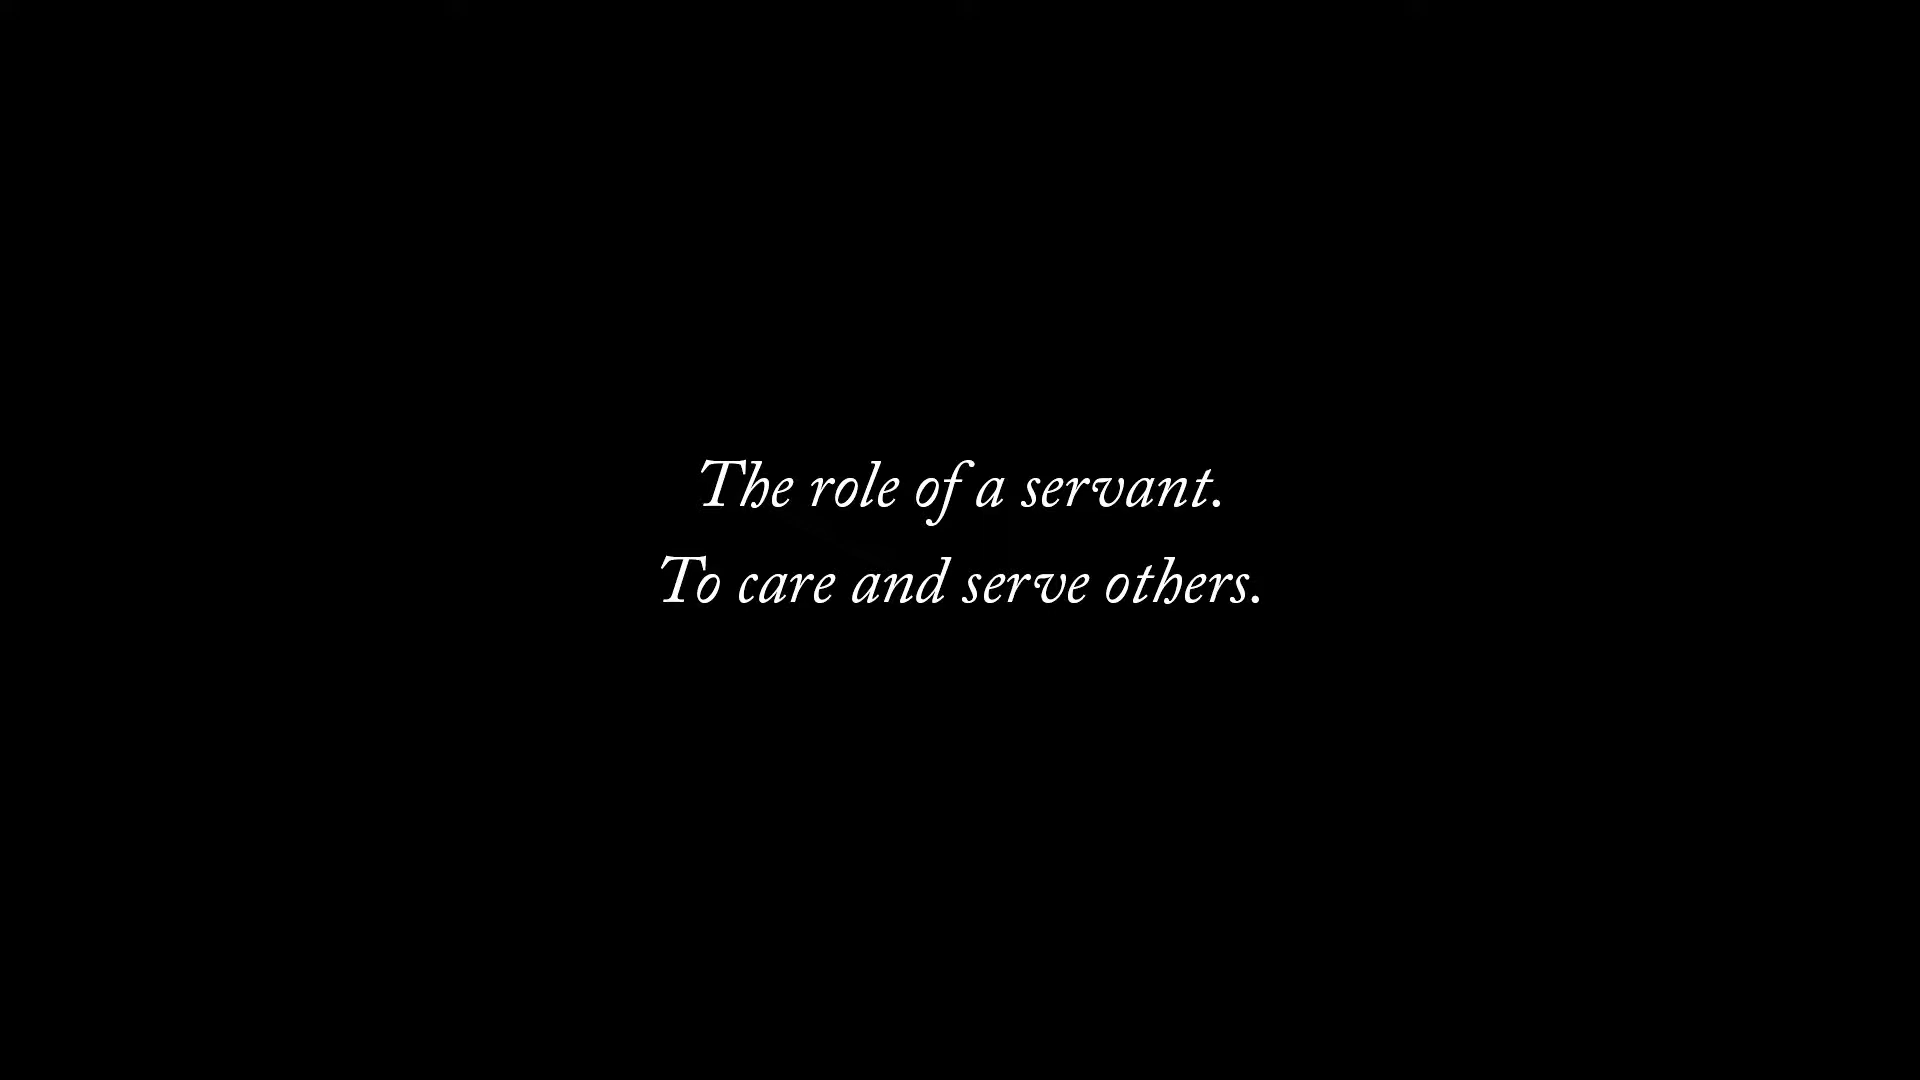 The role of a servant.
To care and serve others.